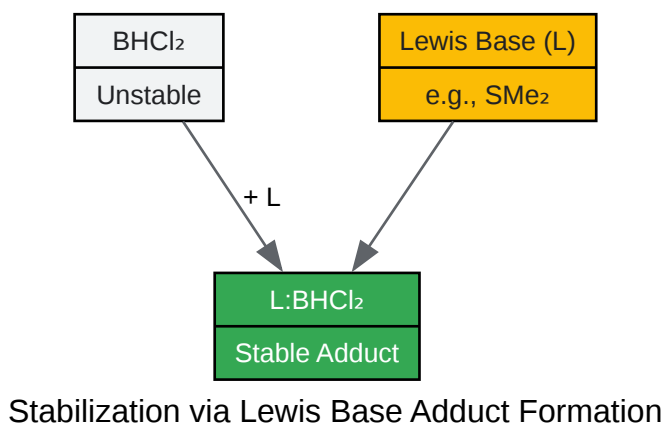 BHCl₂
Lewis Base (L)
Unstable
e.g., SMe₂
+ L
L:BHCl₂
Stable Adduct
Stabilization via Lewis Base Adduct Formation